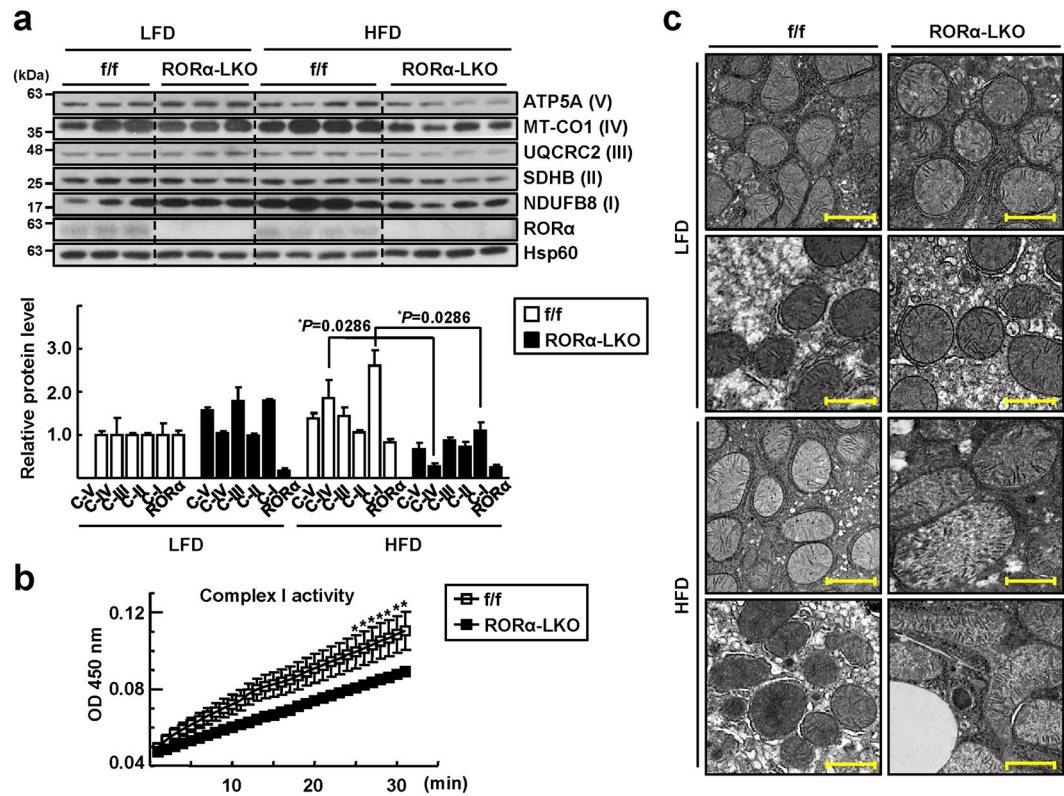 a
LFD HFD
f/f RORα-LKO f/f RORα-LKO
(kDa)
63 ATP5A (V)
35 MT-CO1 (IV)
48 UQCRC2 (III)
25 SDHB (II)
17 NDUFB8 (I)
63 RORα
63 Hsp60
Relative protein level
3.0
2.0
1.0
*P=0.0286 *P=0.0286
f/f
RORα-LKO
C-V C-IV C-III C-II C-I RORα C-V C-IV C-III C-II C-I RORα C-V C-IV C-III C-II C-I RORα C-V C-IV C-III C-II C-I RORα
LFD HFD
b
Complex I activity
f/f
RORα-LKO
OD 450 nm
0.12
0.08
0.04
*******
10 20 30 (min)
c
f/f RORα-LKO
LFD
HFD